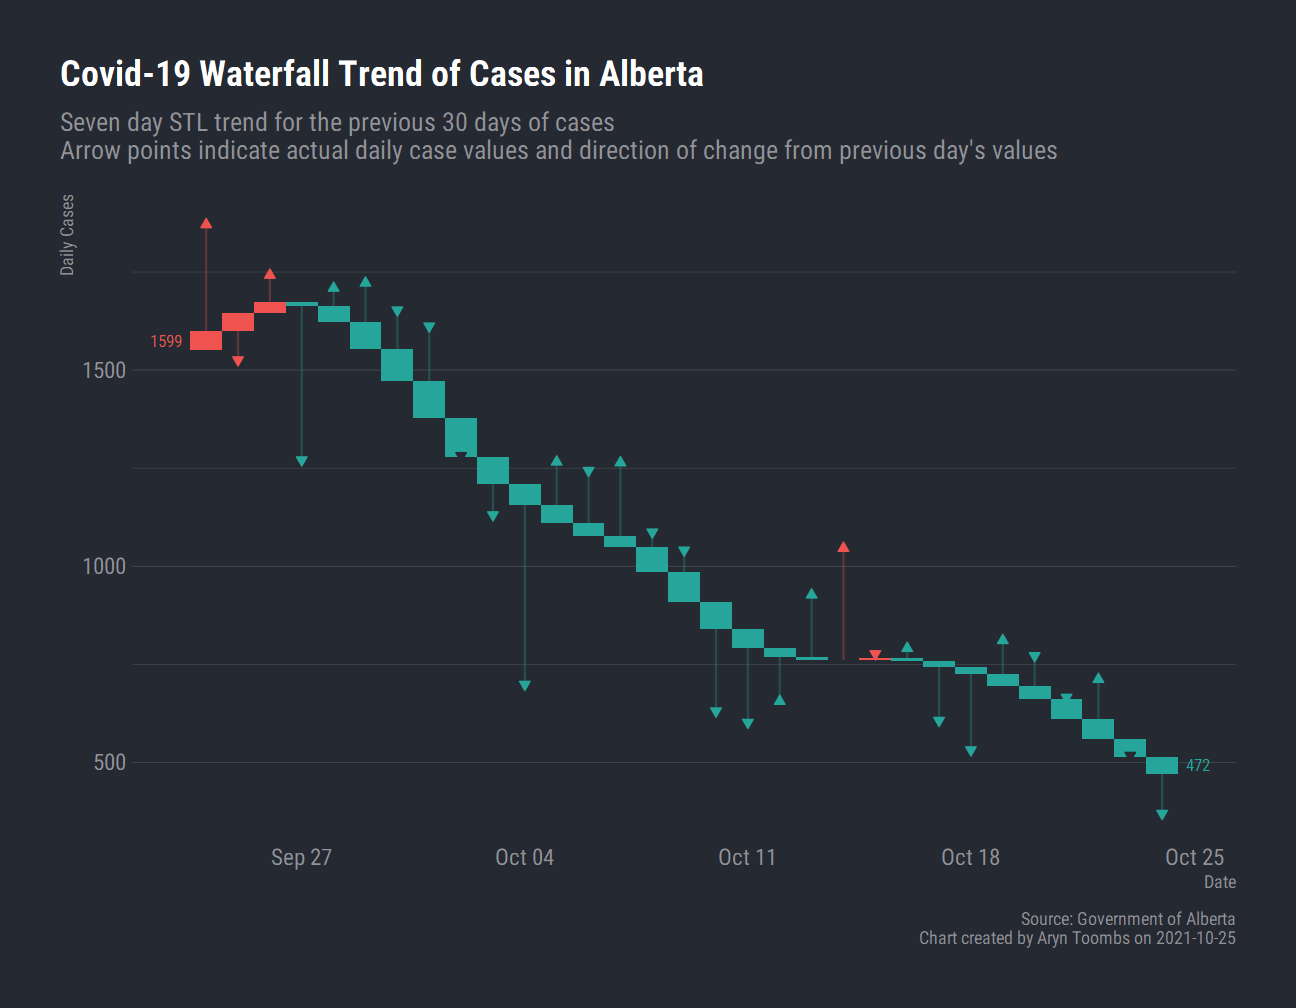 Covid-19 Waterfall Trend of Cases in Alberta
Seven day STL trend for the previous 30 days of cases
Arrow points indicate actual daily case values and direction of change from previous day's values
Daily Cases
1599
1500
1000
500
472
Sep 27
Oct 04
Oct 11
Oct 18
Oct 25
Date
Source: Government of Alberta
Chart created by Aryn Toombs on 2021-10-25